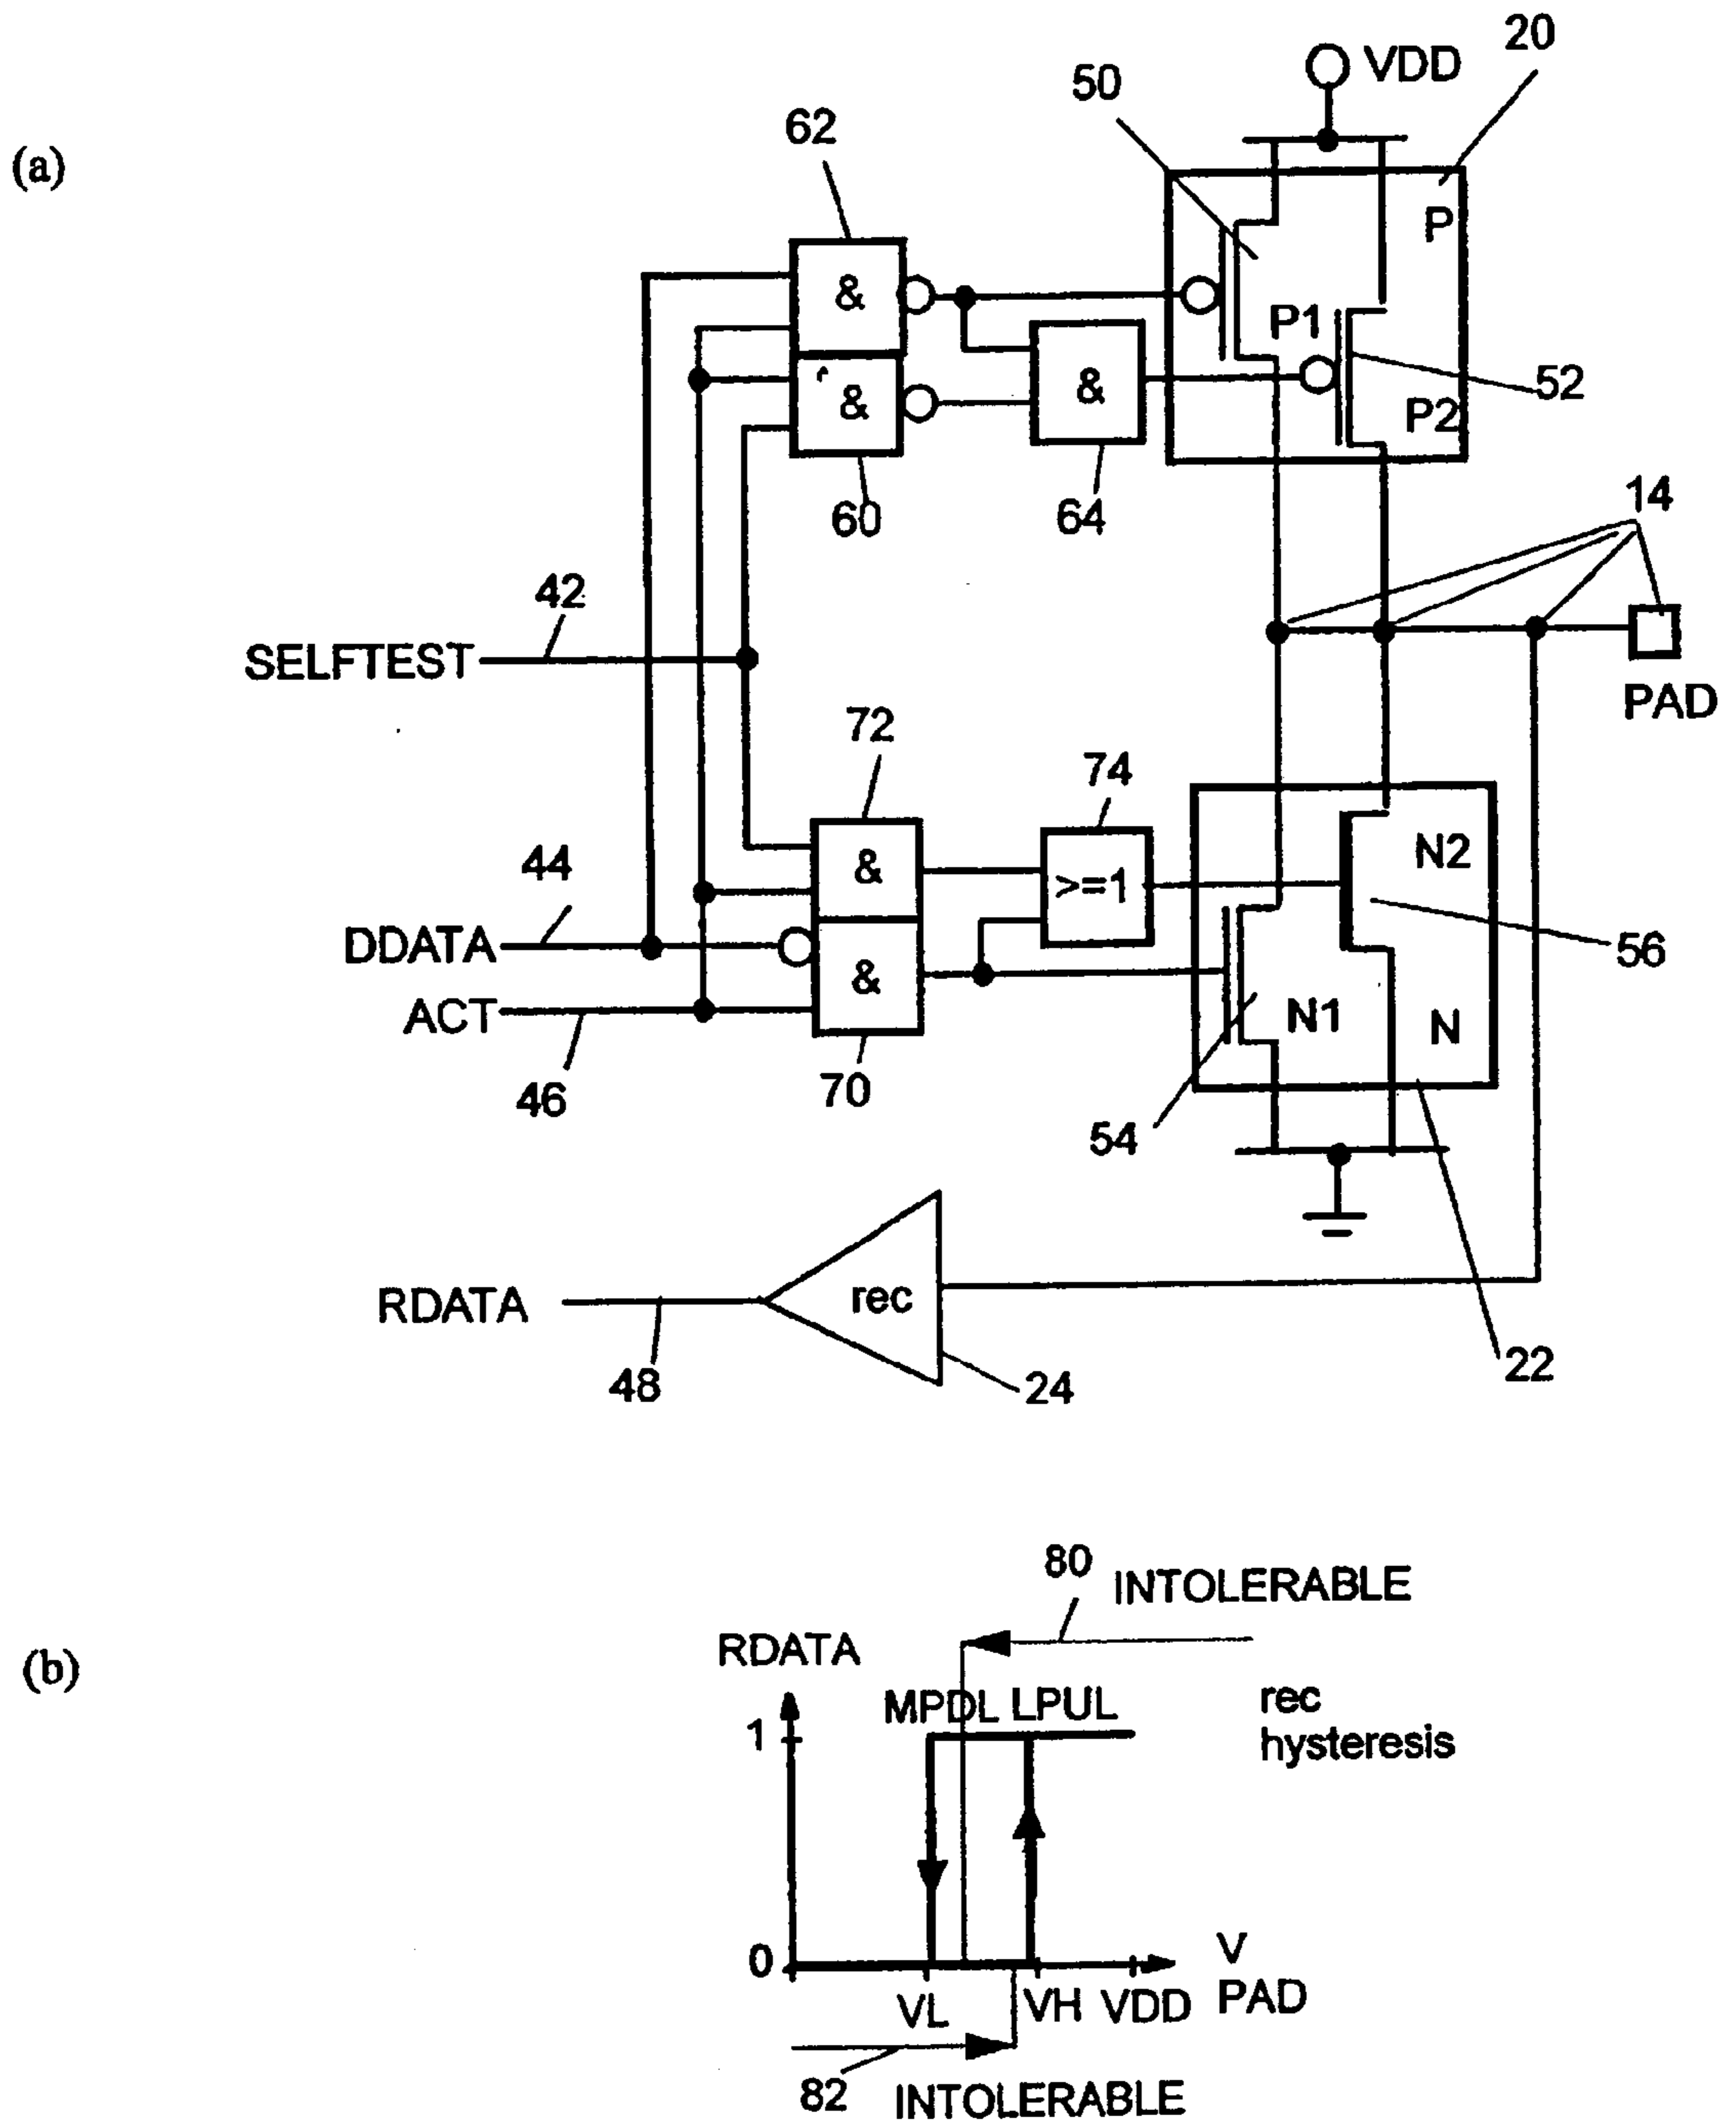 (a)
20
VDD
50
62
P
&
P1
&
&
52
P2
60
64
14
42
SELFTEST
PAD
72
74
&
N2
>=1
44
DDATA
56
&
ACT
N1
N
46
70
54
rec
RDATA
22
48
24
80
INTOLERABLE
(b)
RDATA
MPDL LPUL
rec
hysteresis
1
0
V
PAD
VL
VH
VDD
82
INTOLERABLE